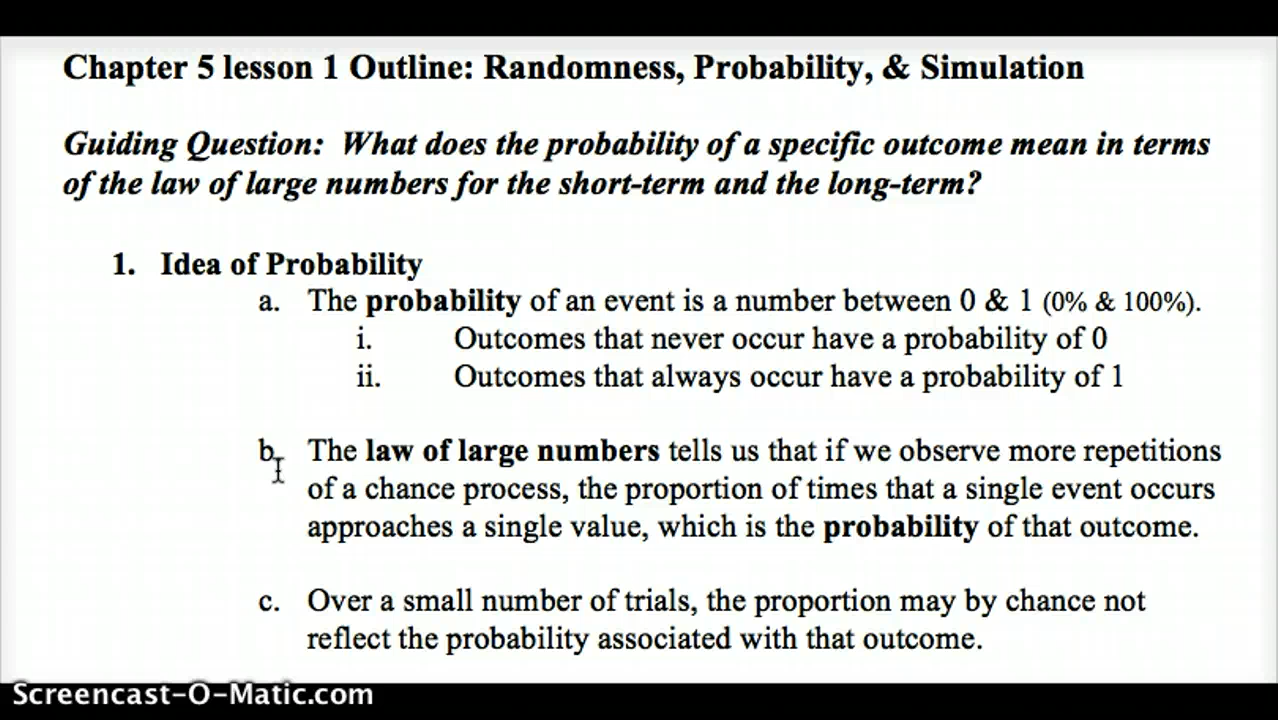 Chapter 5 lesson 1 Outline: Randomness, Probability, & Simulation
Guiding Question: What does the probability of a specific outcome mean in terms
of the law of large numbers for the short-term and the long-term?
1. Idea of Probability
a. The probability of an event is a number between 0 & 1 (0% & 100%).
i. Outcomes that never occur have a probability of 0
ii. Outcomes that always occur have a probability of 1
b. The law of large numbers tells us that if we observe more repetitions
of a chance process, the proportion of times that a single event occurs
approaches a single value, which is the probability of that outcome.
c. Over a small number of trials, the proportion may by chance not
reflect the probability associated with that outcome.
Screencast-O-Matic.com